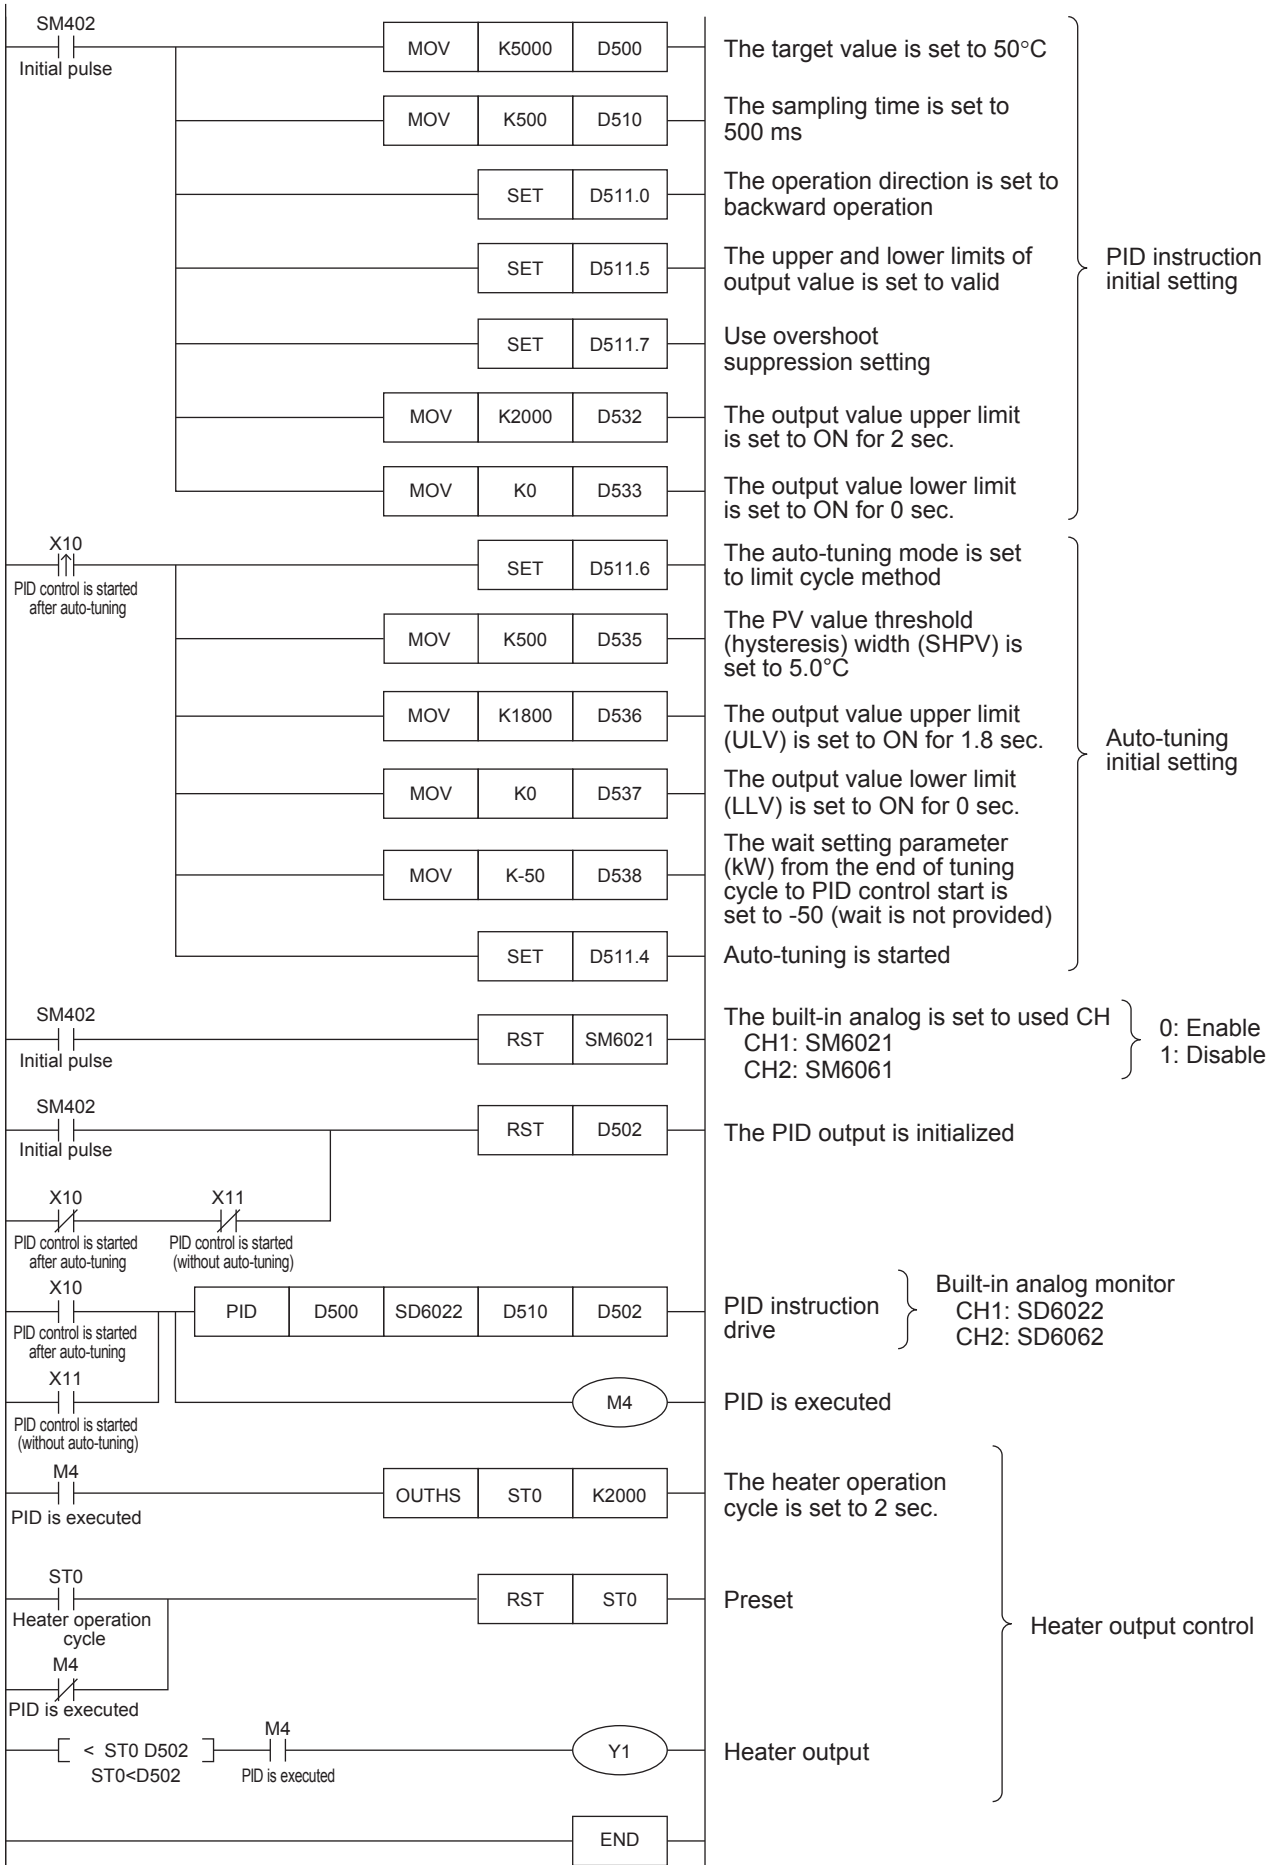 SM402
Initial pulse
MOV K5000 D500
The target value is set to 50°C
MOV K500 D510
The sampling time is set to
500 ms
SET D511.0
The operation direction is set to
backward operation
SET D511.5
The upper and lower limits of
output value is set to valid
PID instruction
initial setting
SET D511.7
Use overshoot
suppression setting
MOV K2000 D532
The output value upper limit
is set to ON for 2 sec.
MOV K0 D533
The output value lower limit
is set to ON for 0 sec.
X10
PID control is started
after auto-tuning
SET D511.6
The auto-tuning mode is set
to limit cycle method
MOV K500 D535
The PV value threshold
(hysteresis) width (SHPV) is
set to 5.0°C
MOV K1800 D536
The output value upper limit
(ULV) is set to ON for 1.8 sec.
Auto-tuning
initial setting
MOV K0 D537
The output value lower limit
(LLV) is set to ON for 0 sec.
MOV K-50 D538
The wait setting parameter
(kW) from the end of tuning
cycle to PID control start is
set to -50 (wait is not provided)
SET D511.4
Auto-tuning is started
SM402
Initial pulse
RST SM6021
The built-in analog is set to used CH
CH1: SM6021
CH2: SM6061
0: Enable
1: Disable
SM402
Initial pulse
RST D502
The PID output is initialized
X10 X11
PID control is started PID control is started
after auto-tuning (without auto-tuning)
X10
PID control is started
after auto-tuning
PID D500 SD6022 D510 D502
PID instruction
drive
Built-in analog monitor
CH1: SD6022
CH2: SD6062
X11
PID control is started
(without auto-tuning)
M4
PID is executed
M4
PID is executed
OUTHS ST0 K2000
The heater operation
cycle is set to 2 sec.
ST0
Heater operation
cycle
RST ST0
Preset
Heater output control
M4
PID is executed
< ST0 D502
ST0<D502
M4
PID is executed
Y1
Heater output
END